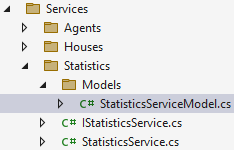 Services
Agents
Houses
Statistics
Models
C# StatisticsServiceModel.cs
C# IStatisticsService.cs
C# StatisticsService.cs